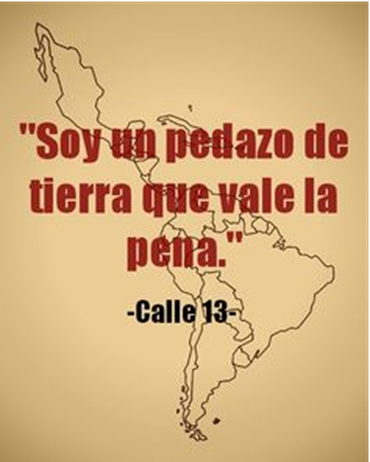 "Soy un pedazo de
tierra que vale la
pena."
-Calle 13-